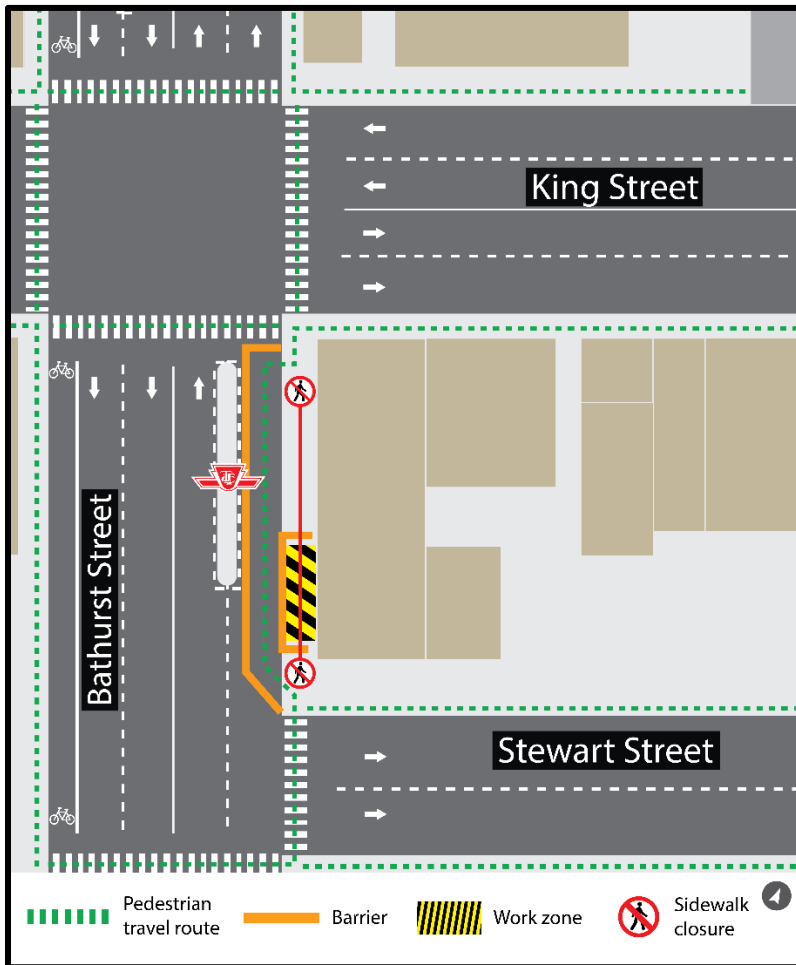 King Street
Bathurst Street
Stewart Street
Pedestrian
travel route
Barrier
Work zone
Sidewalk
closure